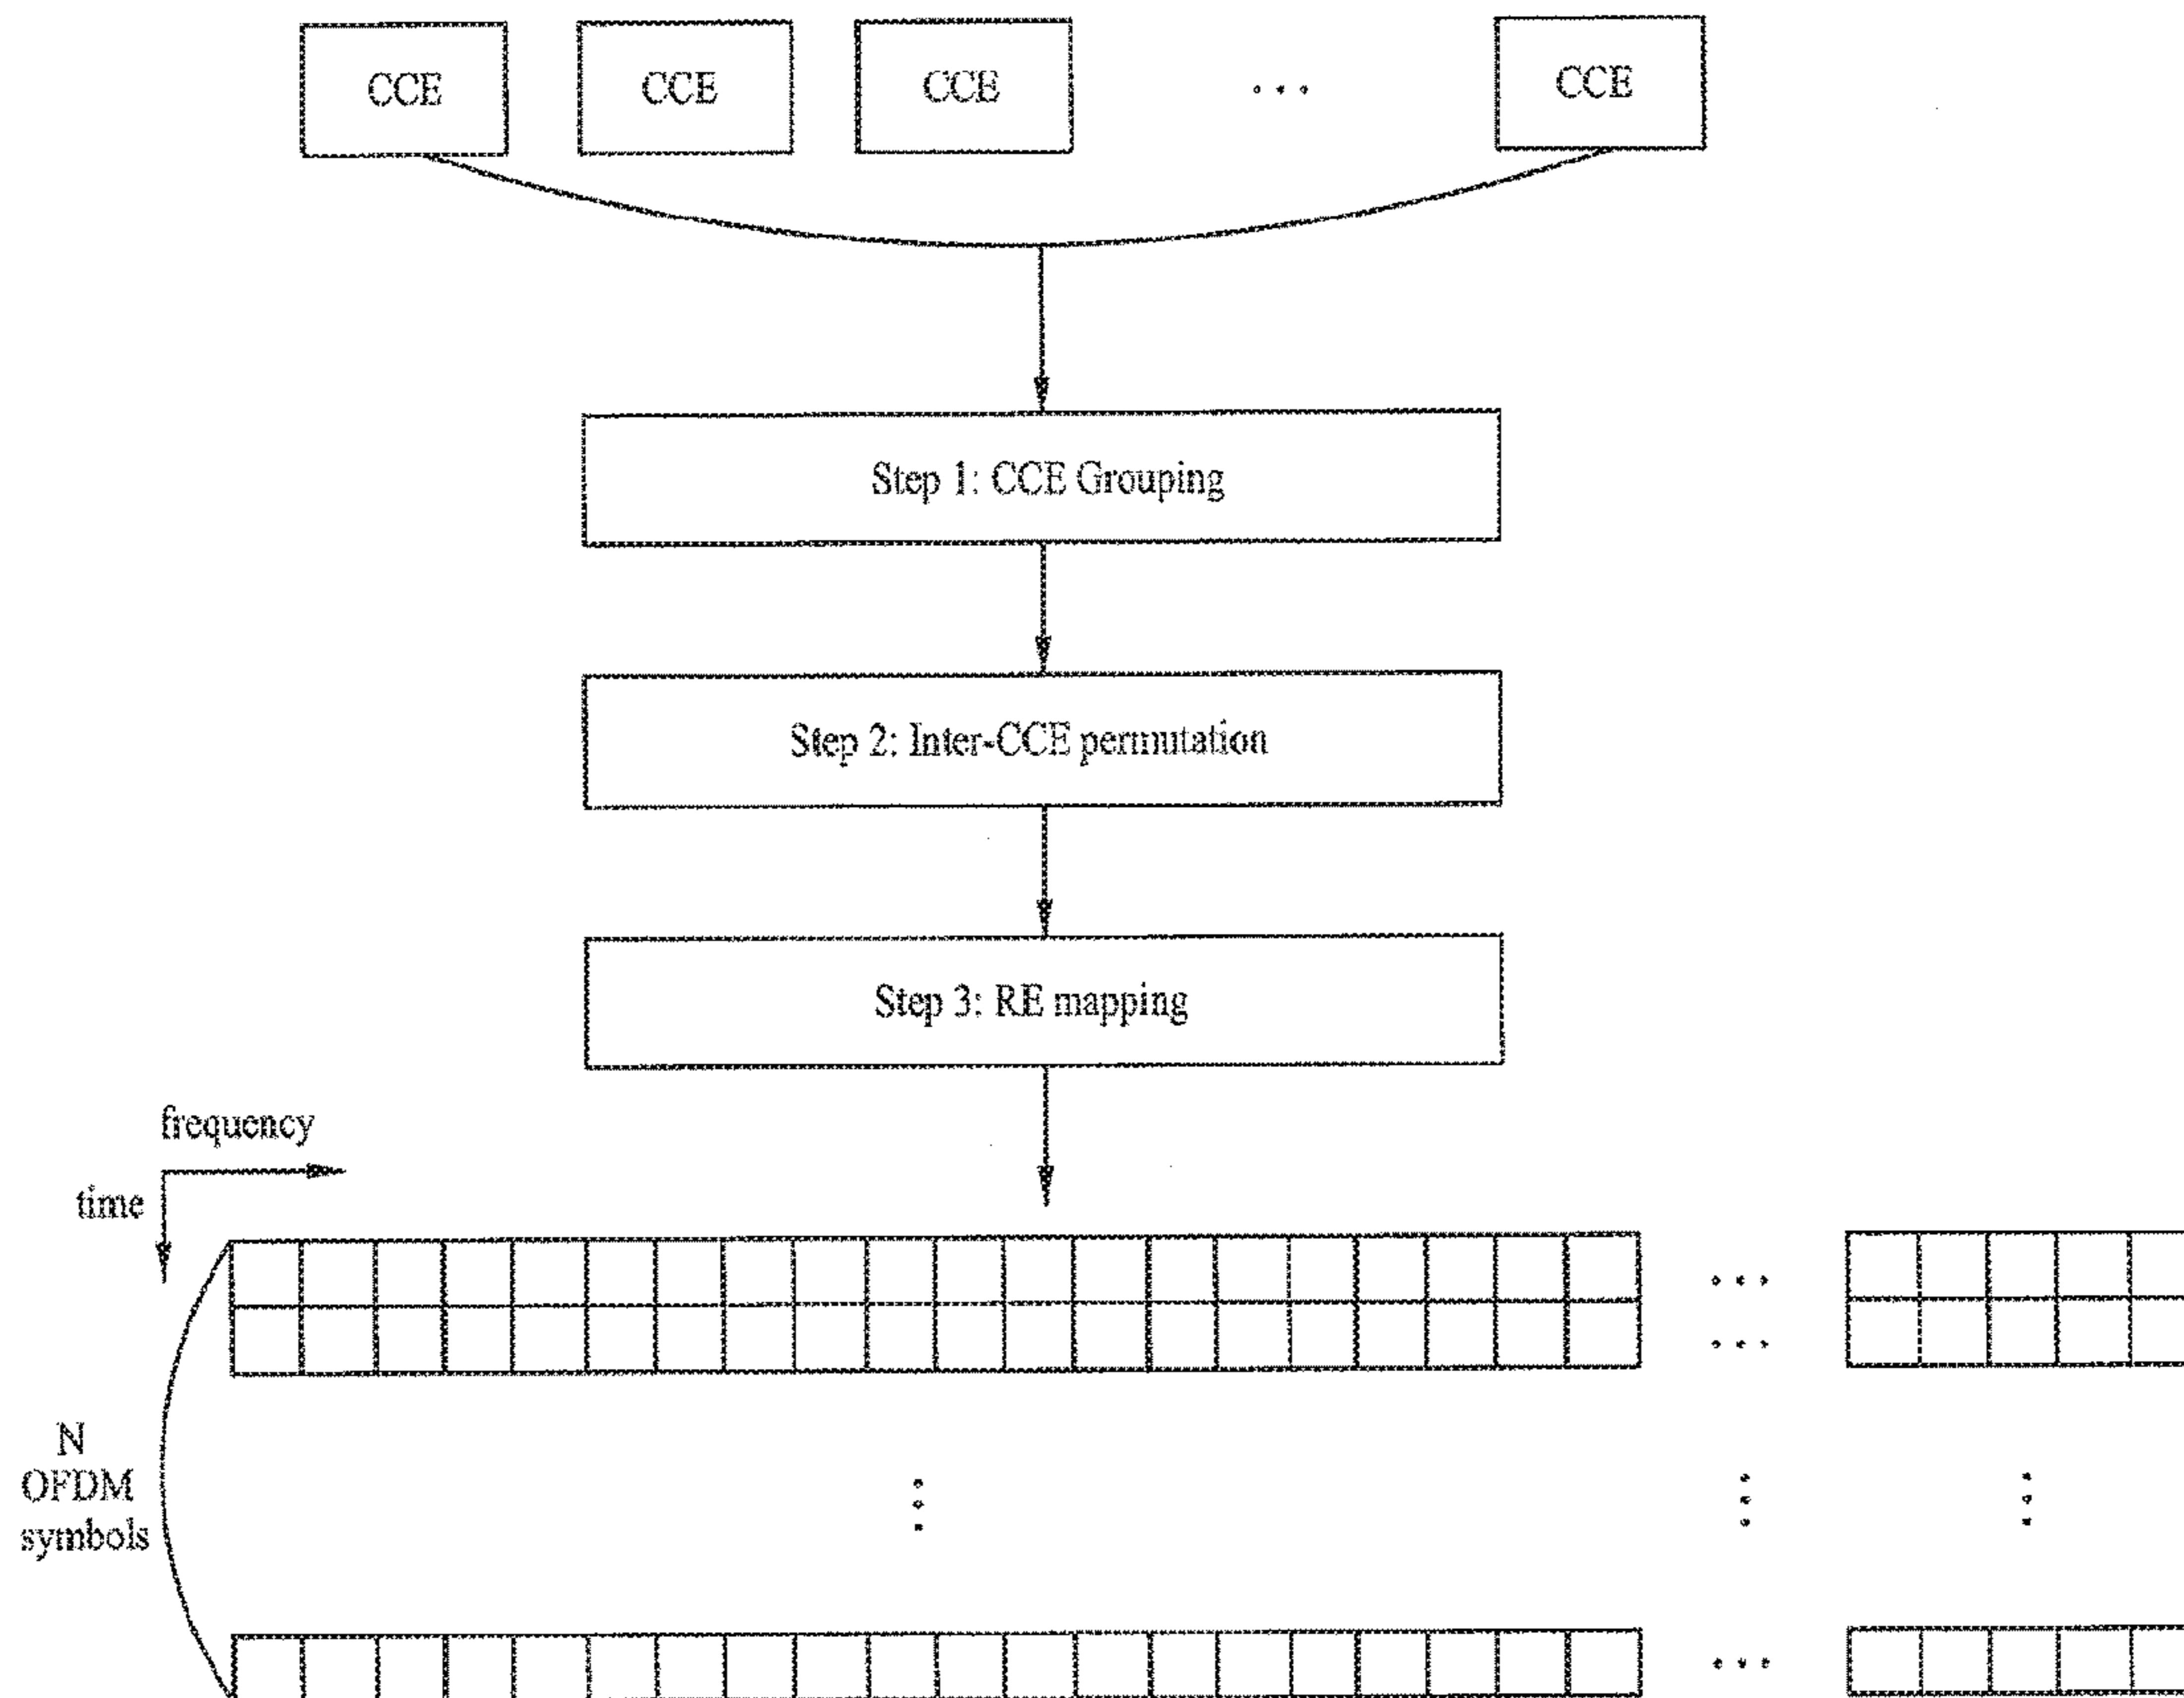 CCE CCE CCE ... CCE
Step 1: CCE Grouping
Step 2: Inter-CCE permutation
Step 3: RE mapping
frequency
time
N
OFDM
symbols